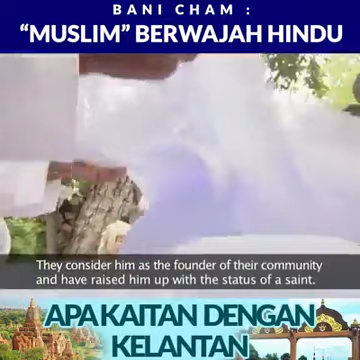 BANI CHAM :
“MUSLIM” BERWAJAH HINDU
They consider him as the founder of their community
and have raised him up with the status of a saint.
APA KAITAN DENGAN
KELANTAN